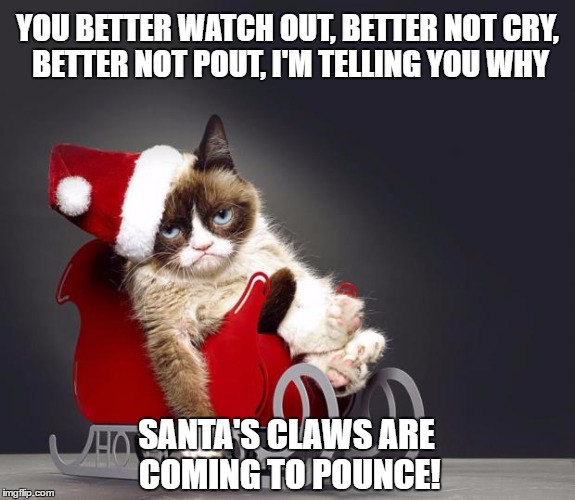 YOU BETTER WATCH OUT, BETTER NOT CRY,
BETTER NOT POUT, I'M TELLING YOU WHY
HO
SANTA'S CLAWS ARE
COMING TO POUNCE!
imgflip.com